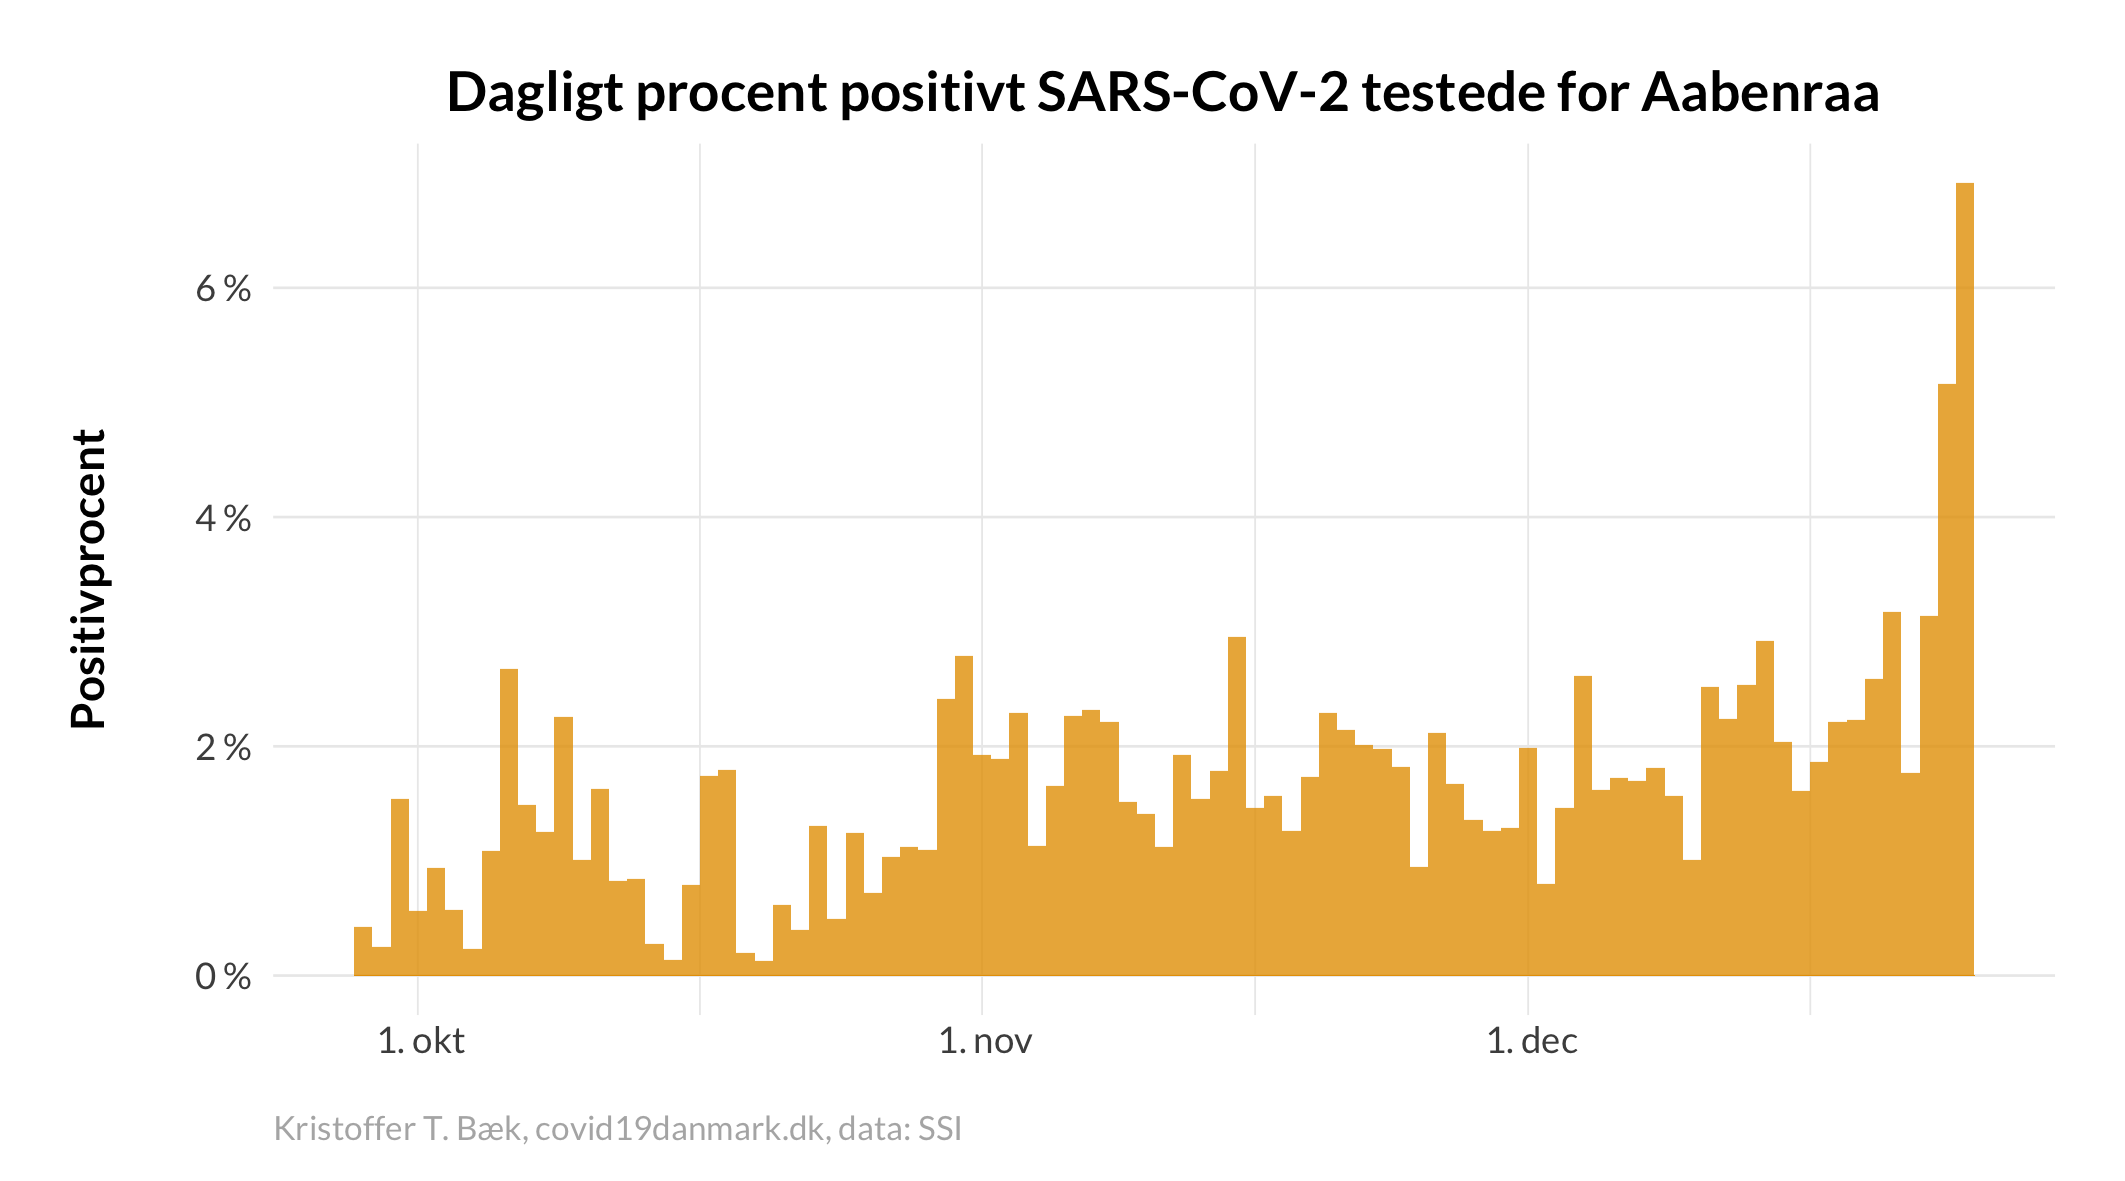 Dagligt procent positivt SARS-CoV-2 testede for Aabenraa
Positivprocent
6 %
4 %
2 %
0 %
1. okt
1. nov
1. dec
Kristoffer T. Bæk, covid19danmark.dk, data: SSI